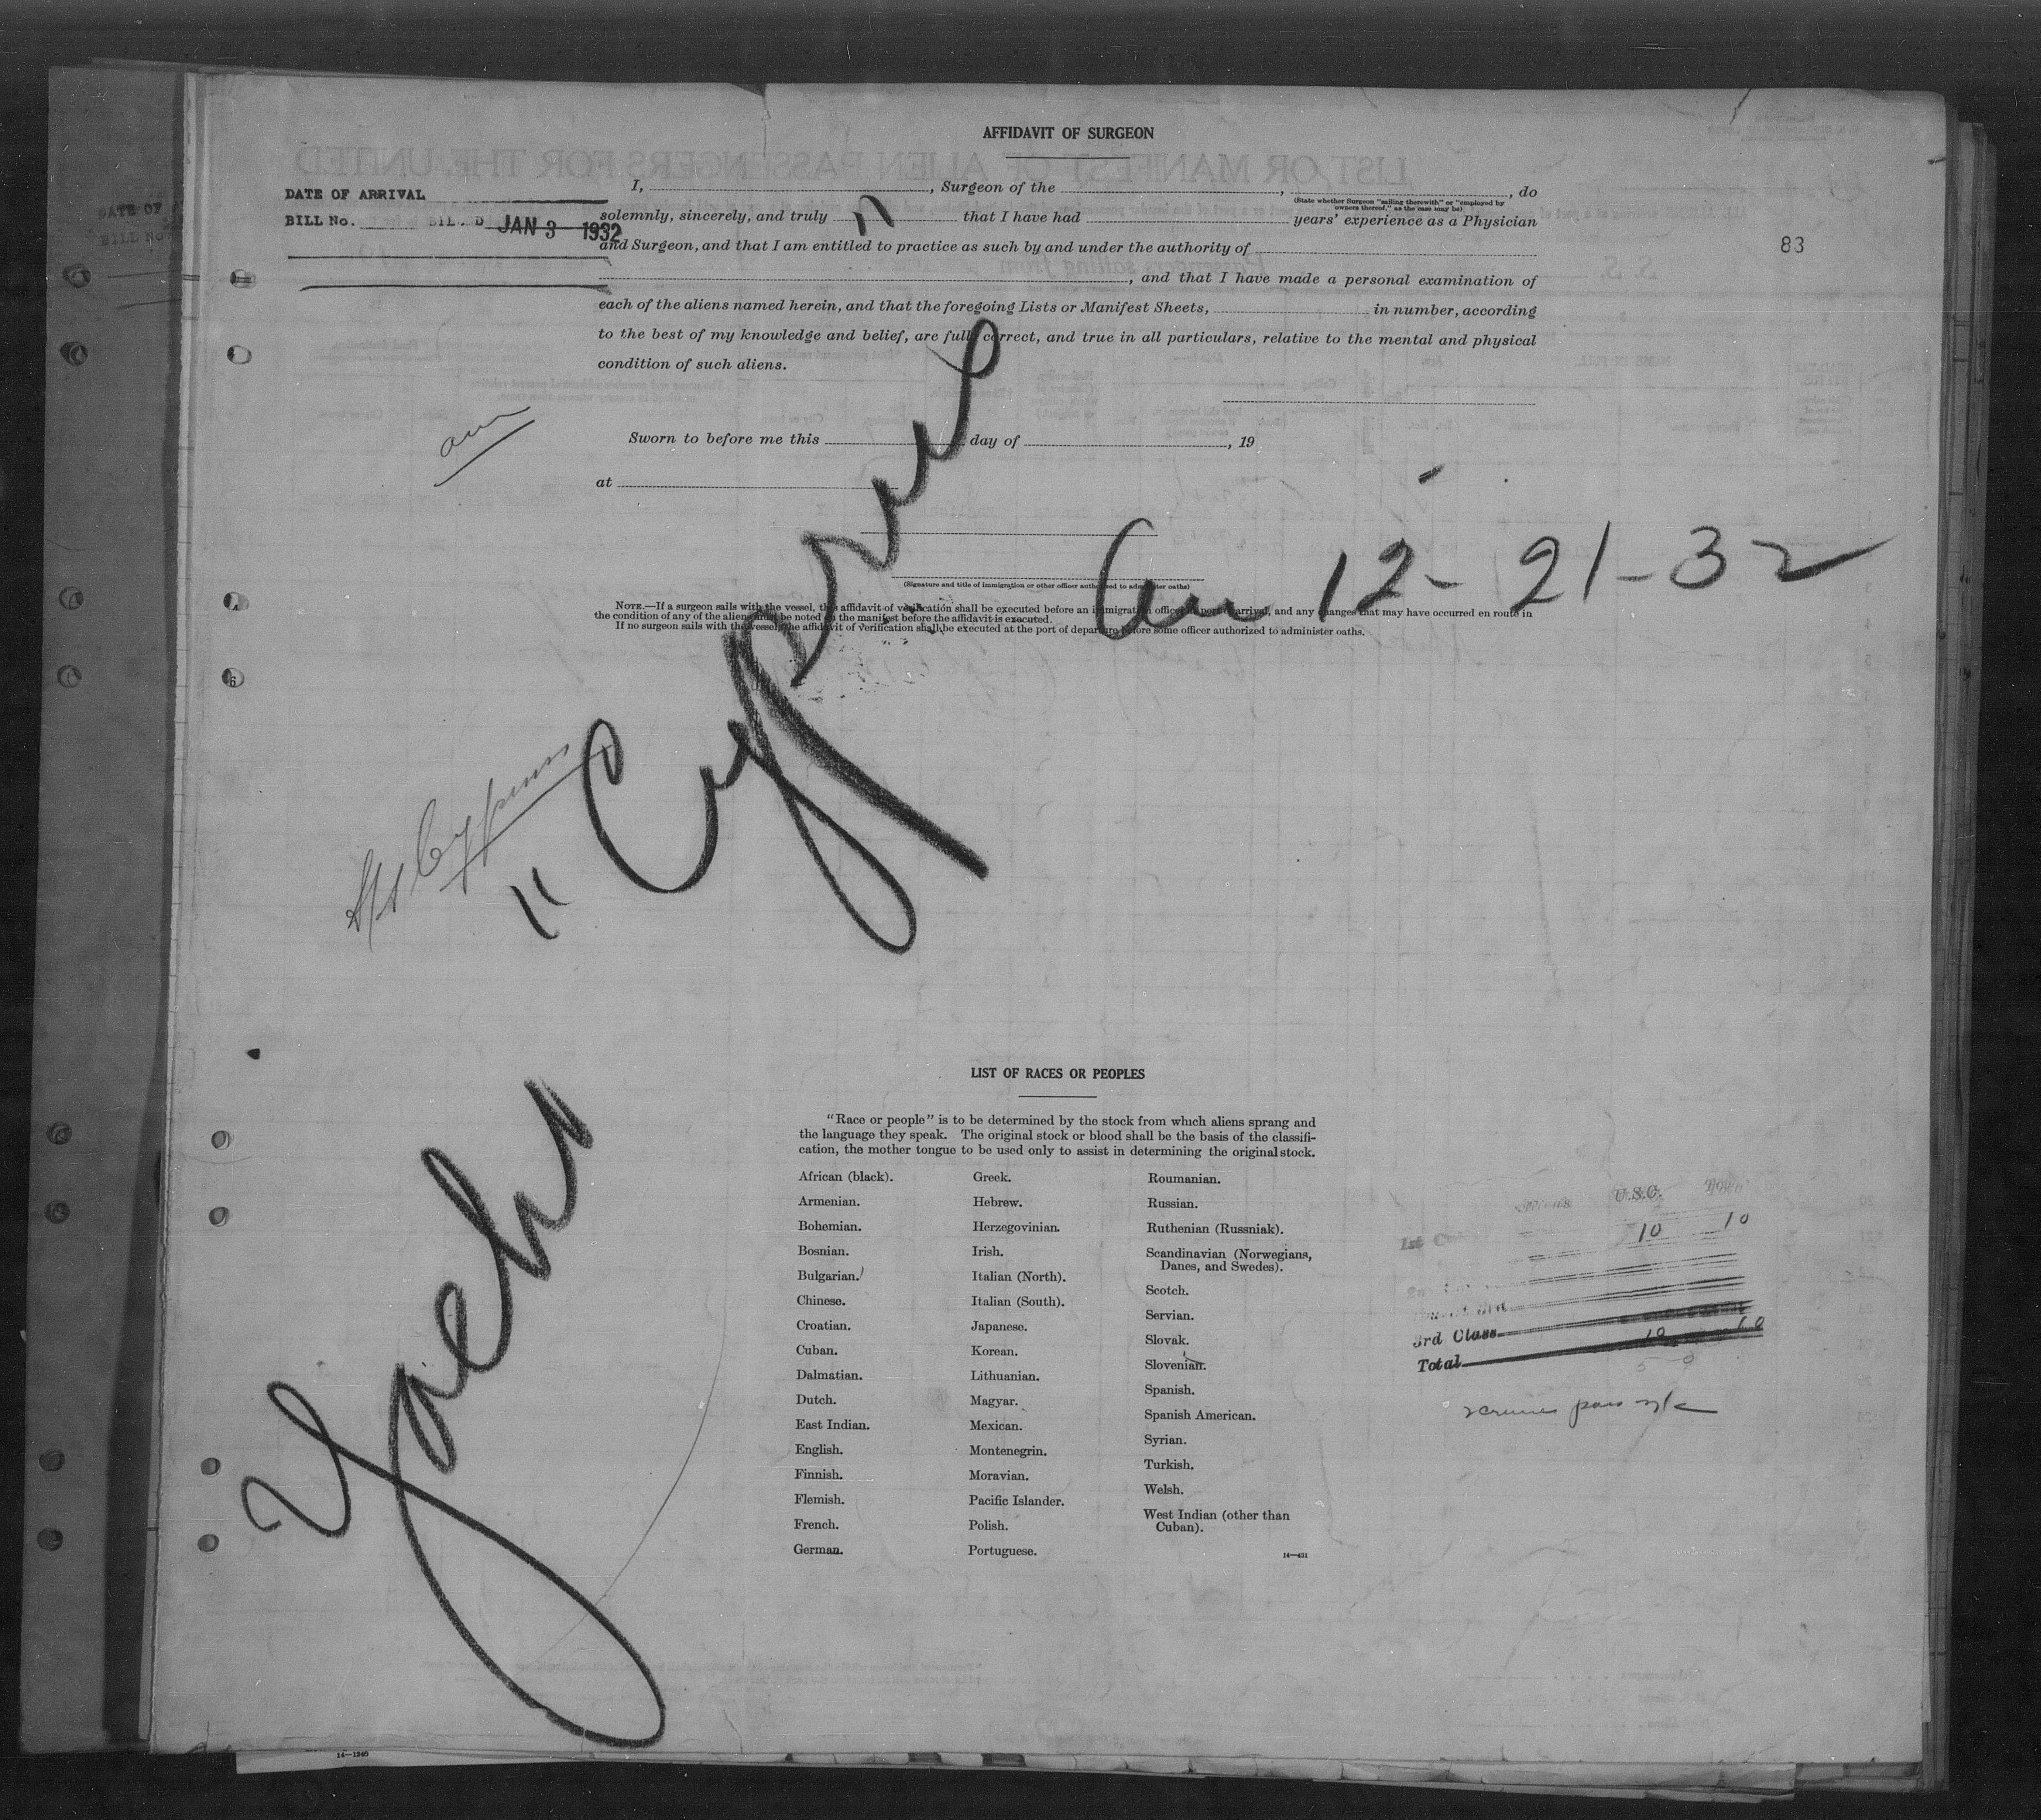 AFFIDAVIT OF SURGEON
DATE OF ARRIVAL
BILL No. BIL D JAN 3 1932
83
I, , Surgeon of the , , do
(State whether Surgeon "sailing therewith" or "employed by
owners thereof," as the case may be)
solemnly, sincerely, and truly that I have had years' experience as a Physician
and Surgeon, and that I am entitled to practice as such by and under the authority of
, and that I have made a personal examination of
each of the aliens named herein, and that the foregoing Lists or Manifest Sheets, in number, according
to the best of my knowledge and belief, are full, correct, and true in all particulars, relative to the mental and physical
condition of such aliens.
Sworn to before me this day of , 19
at
(Signature and title of immigration or other officer authorized to administer oaths)
NOTE.—If a surgeon sails with the vessel, the affidavit of verification shall be executed before an immigration officer at port of arrival, and any changes that may have occurred en route in
the condition of any of the aliens must be noted on the manifest before the affidavit is executed.
If no surgeon sails with the vessel, the affidavit of verification shall be executed at the port of departure before some officer authorized to administer oaths.
arr 12-21-32
Yacht
LIST OF RACES OR PEOPLES
"Race or people" is to be determined by the stock from which aliens sprang and
the language they speak. The original stock or blood shall be the basis of the classifi-
cation, the mother tongue to be used only to assist in determining the original stock.
African (black).
Armenian.
Bohemian.
Bosnian.
Bulgarian.
Chinese.
Croatian.
Cuban.
Dalmatian.
Dutch.
East Indian.
English.
Finnish.
Flemish.
French.
German.
Greek.
Hebrew.
Herzegovinian.
Irish.
Italian (North).
Italian (South).
Japanese.
Korean.
Lithuanian.
Magyar.
Mexican.
Montenegrin.
Moravian.
Pacific Islander.
Polish.
Portuguese.
Roumanian.
Russian.
Ruthenian (Russniak).
Scandinavian (Norwegians,
Danes, and Swedes).
Scotch.
Servian.
Slovak.
Slovenian.
Spanish.
Spanish American.
Syrian.
Turkish.
Welsh.
West Indian (other than
Cuban).
14—431
U.S.C.
1st 10 10
3rd Class
Total 10 10
14—1240